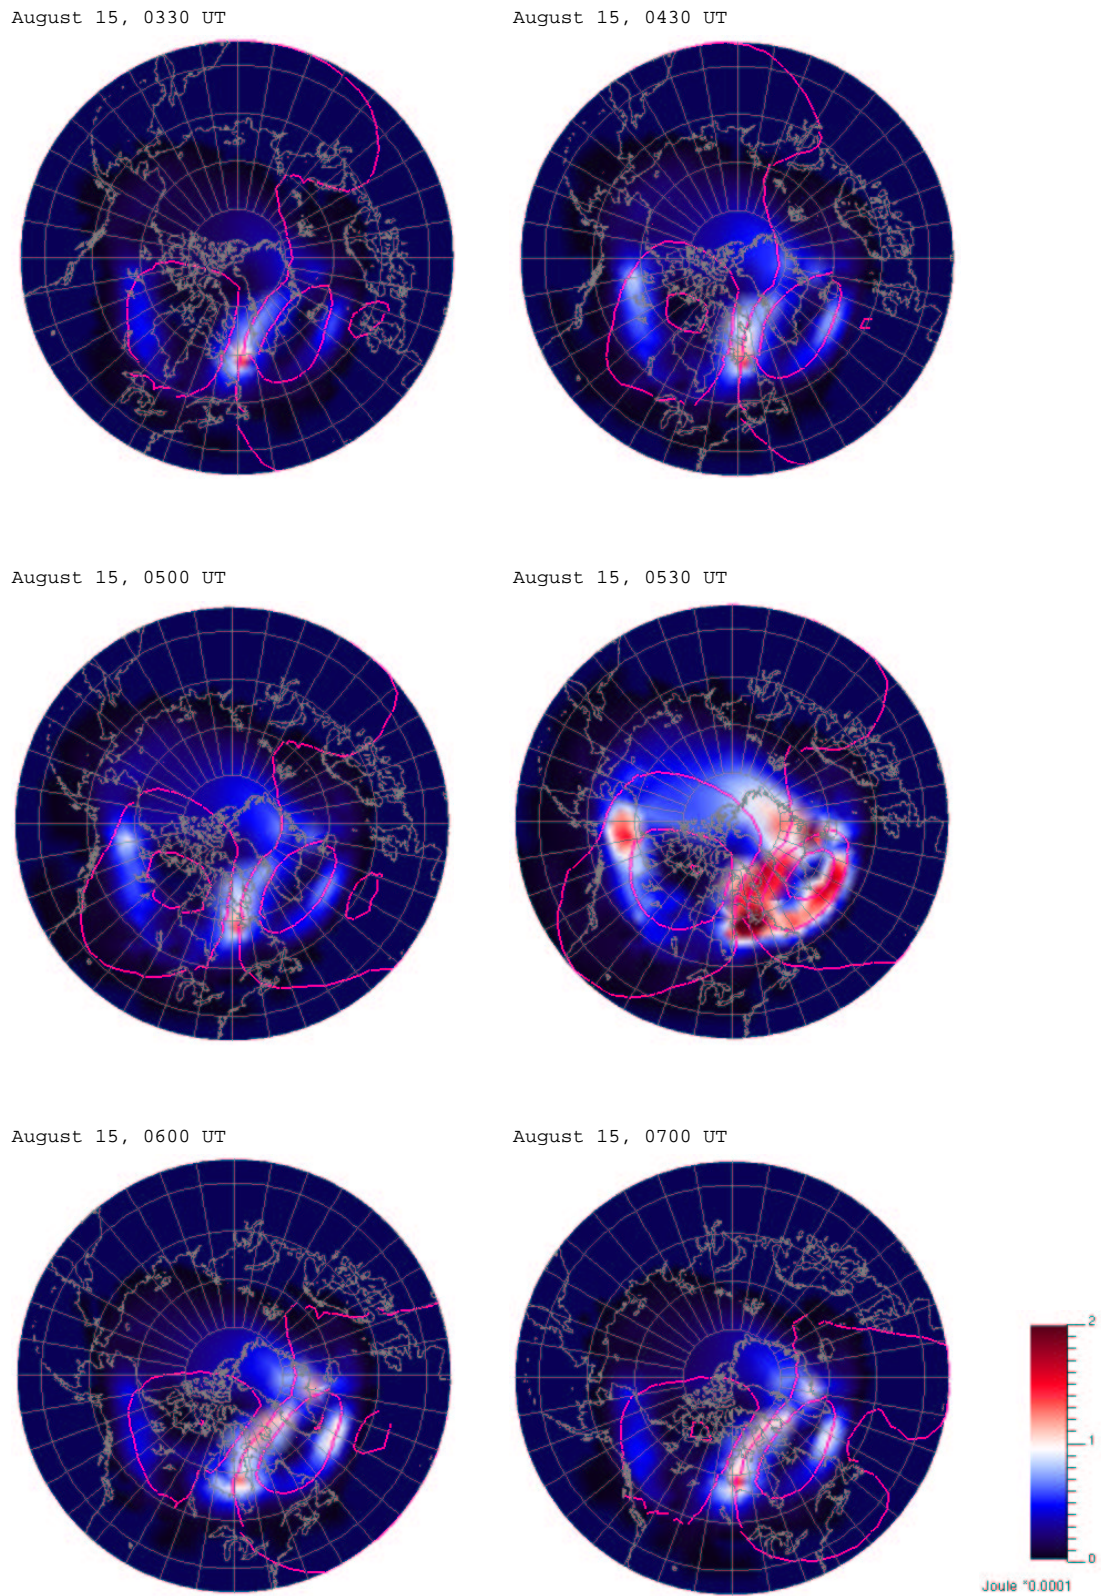 August 15, 0330 UT
August 15, 0430 UT
August 15, 0500 UT
August 15, 0530 UT
August 15, 0600 UT
August 15, 0700 UT
2
1
0
Joule *0.0001